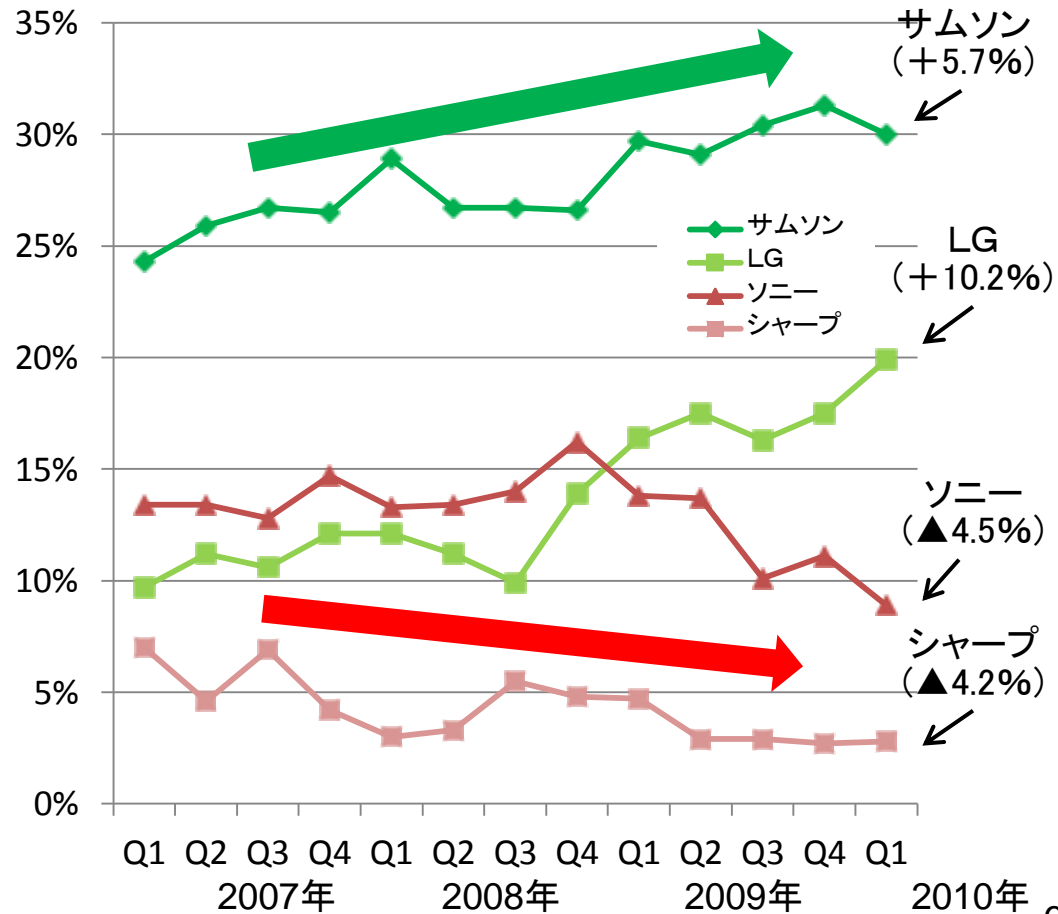 35%
30%
25%
20%
15%
10%
5%
0%
サムソン
(＋5.7%)
LG
(＋10.2%)
ソニー
(▲4.5%)
シャープ
(▲4.2%)
サムソン
LG
ソニー
シャープ
Q1 Q2 Q3 Q4 Q1 Q2 Q3 Q4 Q1 Q2 Q3 Q4 Q1
2007年 2008年 2009年 2010年